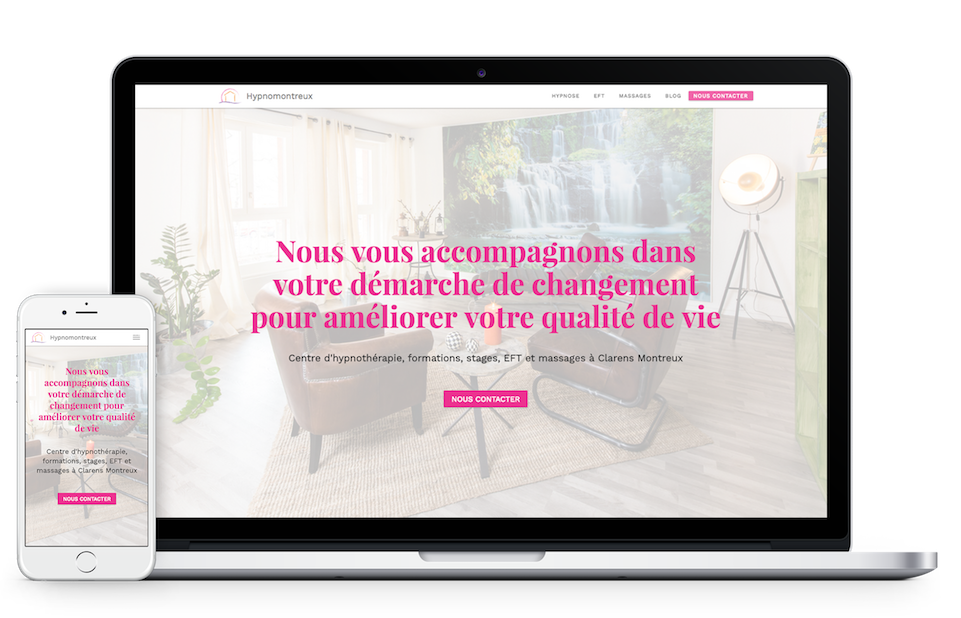 Hypnomontreux
HYPNOSE EFT MASSAGES BLOG NOUS CONTACTER
Nous vous accompagnons dans
votre démarche de changement
pour améliorer votre qualité de vie
Centre d'hypnothérapie, formations, stages, EFT et massages à Clarens Montreux
NOUS CONTACTER
Hypnomontreux
Nous vous
accompagnons dans
votre démarche de
changement pour
améliorer votre qualité
de vie
Centre d'hypnothérapie,
formations, stages, EFT et
massages à Clarens Montreux
NOUS CONTACTER